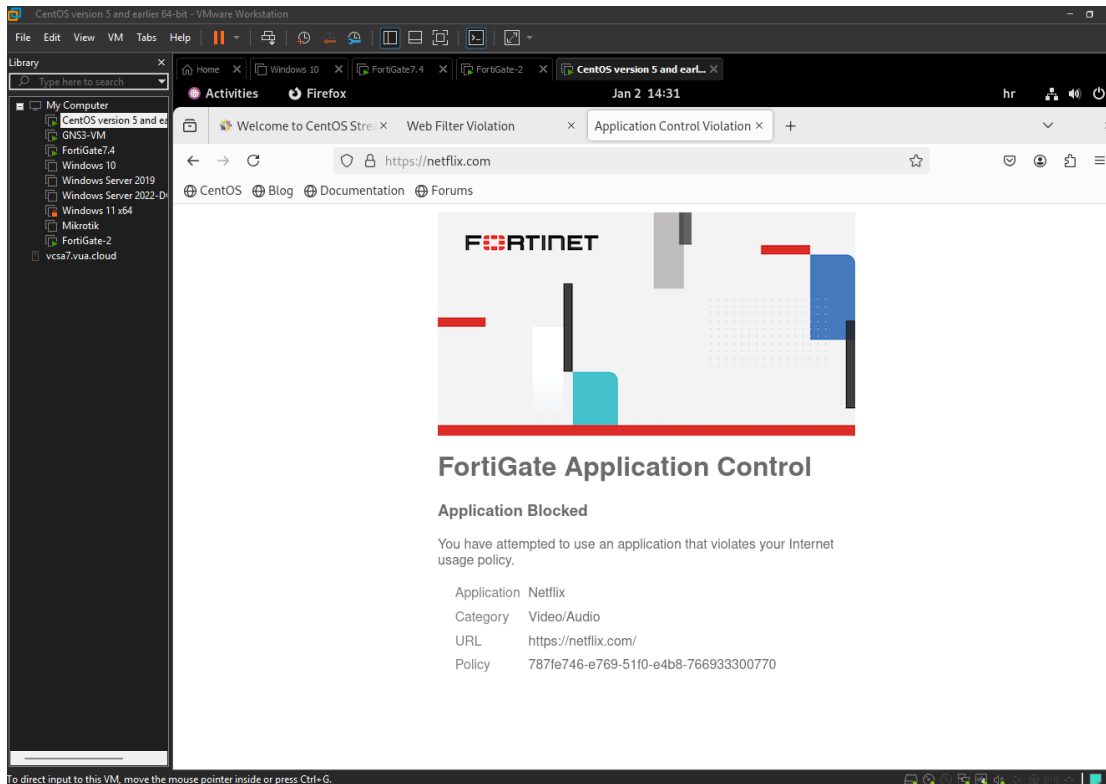 CentOS version 5 and earlier 64-bit - VMware Workstation
File Edit View VM Tabs Help
Library
Type here to search
My Computer
CentOS version 5 and ea
GNS3-VM
FortiGate7.4
Windows 10
Windows Server 2019
Windows Server 2022-D
Windows 11 x64
Mikrotik
FortiGate-2
vcsa7.vua.cloud
Home Windows 10 FortiGate7.4 FortiGate-2 CentOS version 5 and earl...
Activities Firefox Jan 2 14:31 hr
Welcome to CentOS Stre Web Filter Violation Application Control Violation
https://netflix.com
CentOS Blog Documentation Forums
FORTINET
FortiGate Application Control
Application Blocked
You have attempted to use an application that violates your Internet
usage policy.
Application Netflix
Category Video/Audio
URL https://netflix.com/
Policy 787fe746-e769-51f0-e4b8-766933300770
To direct input to this VM, move the mouse pointer inside or press Ctrl+G.